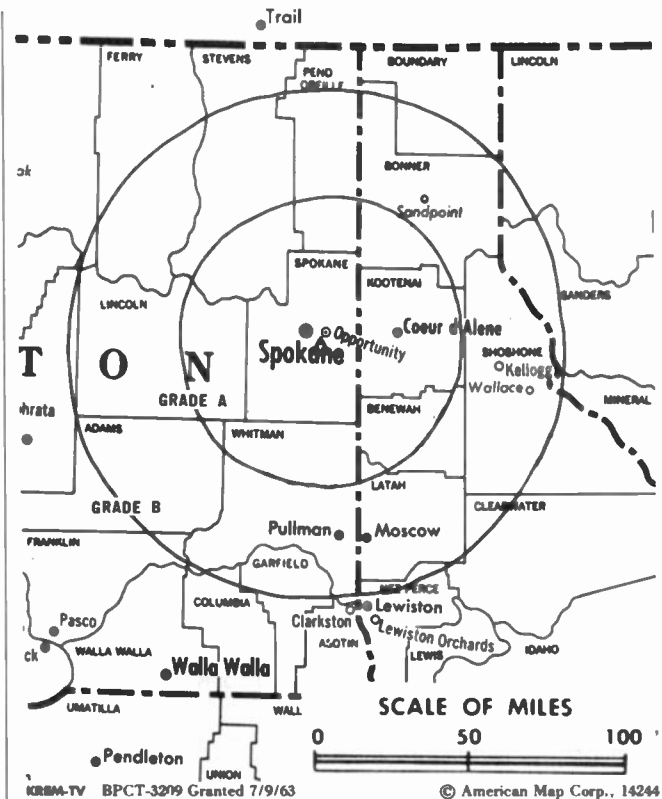 Trail
FERRY
STEVENS
PEND OREILLE
BOUNDARY
LINCOLN
BONNER
ak
Sandpoint
SPOKANE
KOOTENAI
LINCOLN
SANDERS
Opportunity
Coeur d'Alene
Spokane
SHOSHONE
T O N
Kellogg
Wallace
MINERAL
GRADE A
BENEWAH
hrata
ADAMS
WHITMAN
LATAH
GRADE B
CLEARWATER
Pullman
Moscow
FRANKLIN
GARFIELD
NEZ PERCE
COLUMBIA
Lewiston
Clarkston
Pasco
Lewiston Orchards
ck
WALLA WALLA
ASOTIN
LEWIS
IDAHO
Walla Walla
SCALE OF MILES
UMATILLA
WALL
0 50 100
Pendleton
UNION
KREM-TV BPCT-3209 Granted 7/9/63
© American Map Corp., 14244